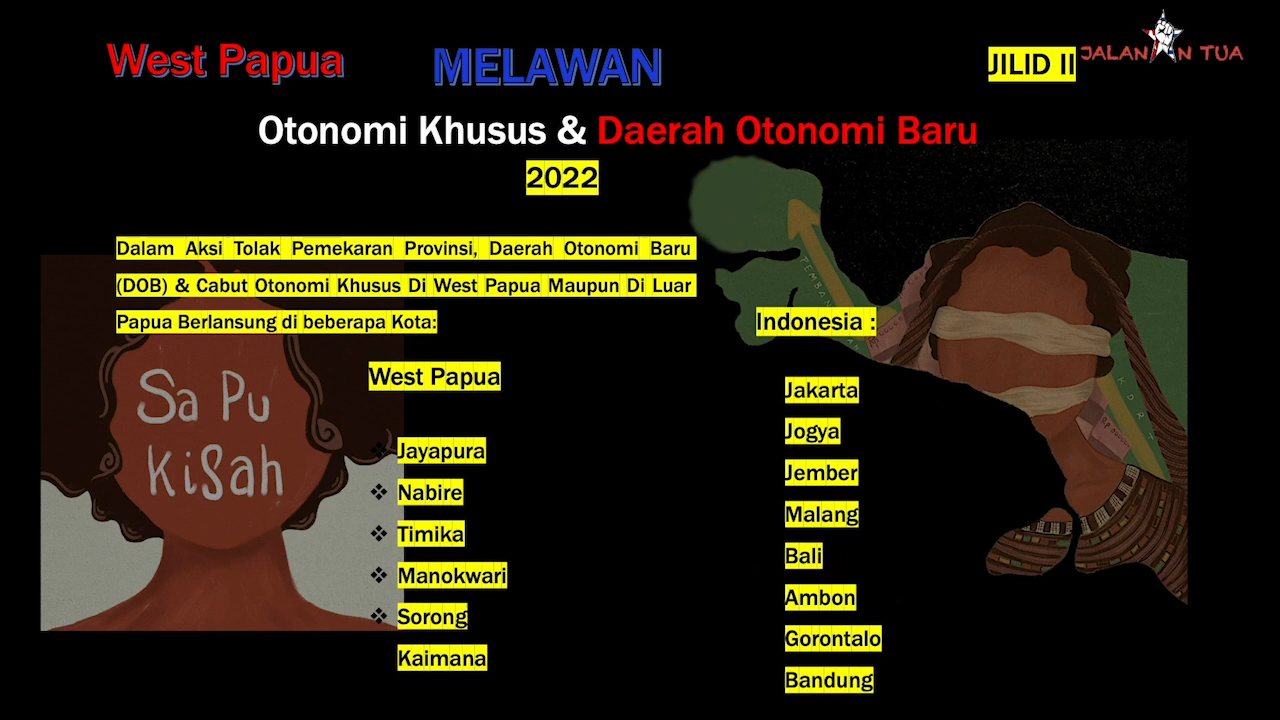 West Papua
MELAWAN
JILID II
JALANAN TUA
Otonomi Khusus & Daerah Otonomi Baru
2022
Dalam Aksi Tolak Pemekaran Provinsi, Daerah Otonomi Baru
(DOB) & Cabut Otonomi Khusus Di West Papua Maupun Di Luar
Papua Berlansung di beberapa Kota:
West Papua
Jayapura
Nabire
Timika
Manokwari
Sorong
Kaimana
Indonesia :
Jakarta
Jogya
Jember
Malang
Bali
Ambon
Gorontalo
Bandung
Sa Pu
Kisah
KDRT